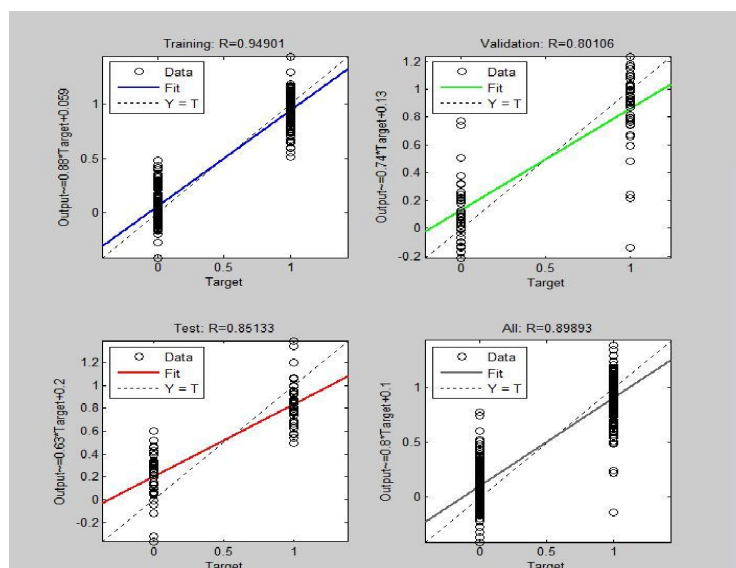 Training: R=0.94901
Data
Fit
Y = T
Output~=0.88*Target+0.059
1
0.5
0
0 0.5 1
Target
Validation: R=0.80106
Data
Fit
Y = T
Output~=0.74*Target+0.13
1.2
1
0.8
0.6
0.4
0.2
0
-0.2
0 0.5 1
Target
Test: R=0.85133
Data
Fit
Y = T
Output~=0.63*Target+0.2
1.2
1
0.8
0.6
0.4
0.2
0
-0.2
0 0.5 1
Target
All: R=0.89893
Data
Fit
Y = T
Output~=0.8*Target+0.1
1
0.5
0
0 0.5 1
Target